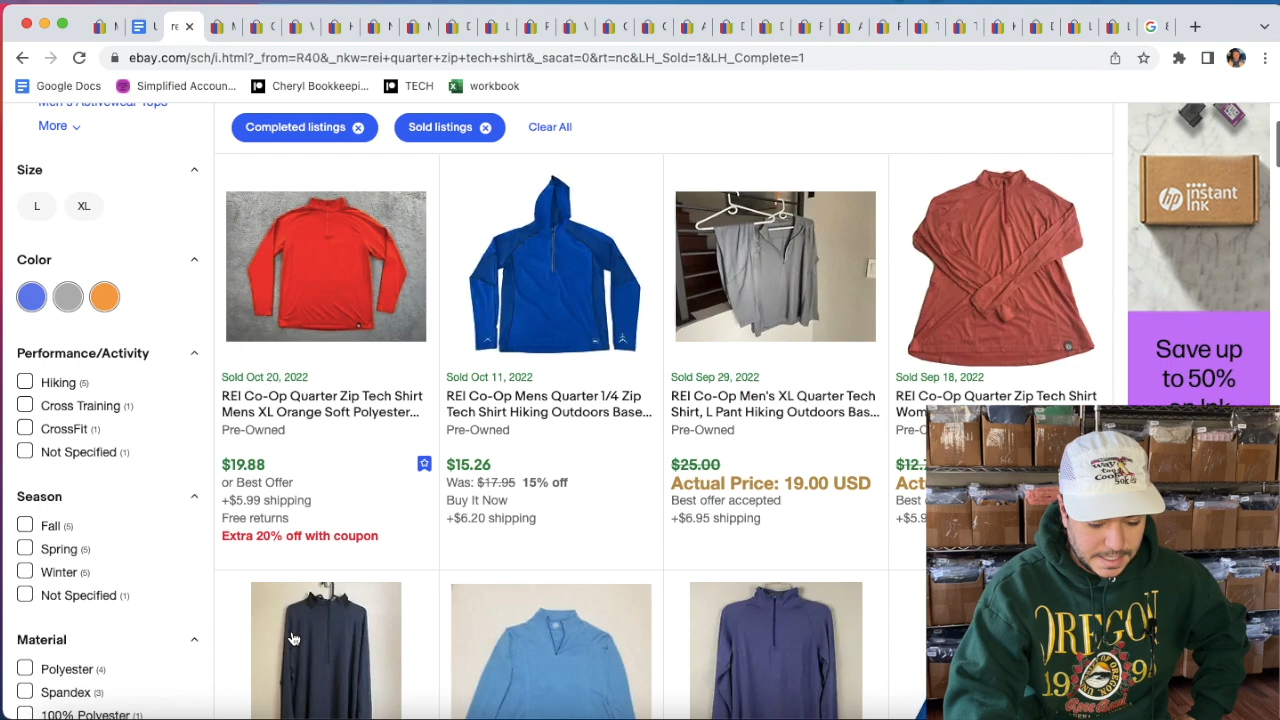 re
ebay.com/sch/i.html?_from=R40&_nkw=rei+quarter+zip+tech+shirt&_sacat=0&rt=nc&LH_Sold=1&LH_Complete=1
Google Docs
Simplified Accoun...
Cheryl Bookkeepi...
TECH
workbook
Men's Activewear Tops
More
Completed listings
Sold listings
Clear All
Size
L
XL
Color
Performance/Activity
Hiking (5)
Cross Training (1)
CrossFit (1)
Not Specified (1)
Season
Fall (5)
Spring (5)
Winter (5)
Not Specified (1)
Material
Polyester (4)
Spandex (3)
100% Polyester (1)
Sold Oct 20, 2022
REI Co-Op Quarter Zip Tech Shirt
Mens XL Orange Soft Polyester...
Pre-Owned
$19.88
or Best Offer
+$5.99 shipping
Free returns
Extra 20% off with coupon
Sold Oct 11, 2022
REI Co-Op Mens Quarter 1/4 Zip
Tech Shirt Hiking Outdoors Base...
Pre-Owned
$15.26
Was: $17.95 15% off
Buy It Now
+$6.20 shipping
Sold Sep 29, 2022
REI Co-Op Men's XL Quarter Tech
Shirt, L Pant Hiking Outdoors Bas...
Pre-Owned
$25.00
Actual Price: 19.00 USD
Best offer accepted
+$6.95 shipping
Sold Sep 18, 2022
REI Co-Op Quarter Zip Tech Shirt
hp instant ink
Save up
to 50%
Way
too
Cool
OREGON